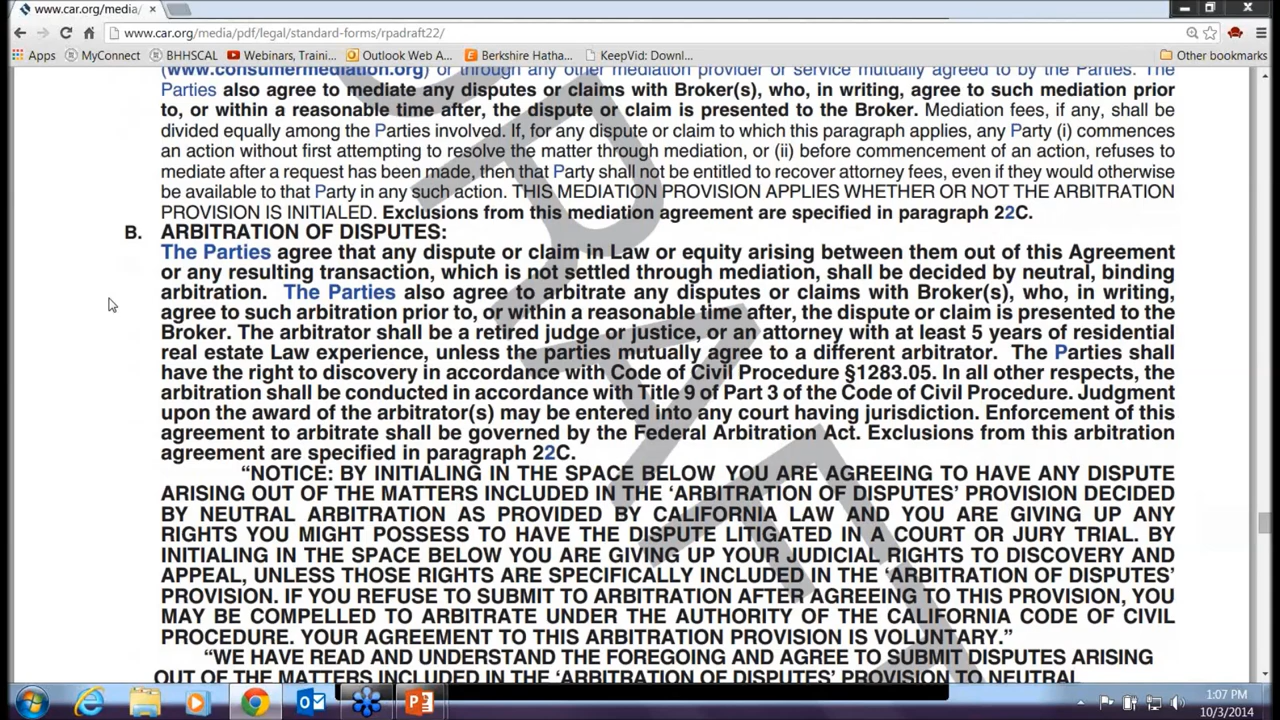 www.car.org/media/
www.car.org/media/pdf/legal/standard-forms/rpadraft22/
Apps MyConnect BHHSCAL Webinars, Traini... Outlook Web A... Berkshire Hatha... KeepVid: Downl... Other bookmarks
(www.consumermediation.org) or through any other mediation provider or service mutually agreed to by the Parties. The
Parties also agree to mediate any disputes or claims with Broker(s), who, in writing, agree to such mediation prior
to, or within a reasonable time after, the dispute or claim is presented to the Broker. Mediation fees, if any, shall be
divided equally among the Parties involved. If, for any dispute or claim to which this paragraph applies, any Party (i) commences
an action without first attempting to resolve the matter through mediation, or (ii) before commencement of an action, refuses to
mediate after a request has been made, then that Party shall not be entitled to recover attorney fees, even if they would otherwise
be available to that Party in any such action. THIS MEDIATION PROVISION APPLIES WHETHER OR NOT THE ARBITRATION
PROVISION IS INITIALED. Exclusions from this mediation agreement are specified in paragraph 22C.
B. ARBITRATION OF DISPUTES:
The Parties agree that any dispute or claim in Law or equity arising between them out of this Agreement
or any resulting transaction, which is not settled through mediation, shall be decided by neutral, binding
arbitration. The Parties also agree to arbitrate any disputes or claims with Broker(s), who, in writing,
agree to such arbitration prior to, or within a reasonable time after, the dispute or claim is presented to the
Broker. The arbitrator shall be a retired judge or justice, or an attorney with at least 5 years of residential
real estate Law experience, unless the parties mutually agree to a different arbitrator. The Parties shall
have the right to discovery in accordance with Code of Civil Procedure §1283.05. In all other respects, the
arbitration shall be conducted in accordance with Title 9 of Part 3 of the Code of Civil Procedure. Judgment
upon the award of the arbitrator(s) may be entered into any court having jurisdiction. Enforcement of this
agreement to arbitrate shall be governed by the Federal Arbitration Act. Exclusions from this arbitration
agreement are specified in paragraph 22C.
“NOTICE: BY INITIALING IN THE SPACE BELOW YOU ARE AGREEING TO HAVE ANY DISPUTE
ARISING OUT OF THE MATTERS INCLUDED IN THE ‘ARBITRATION OF DISPUTES’ PROVISION DECIDED
BY NEUTRAL ARBITRATION AS PROVIDED BY CALIFORNIA LAW AND YOU ARE GIVING UP ANY
RIGHTS YOU MIGHT POSSESS TO HAVE THE DISPUTE LITIGATED IN A COURT OR JURY TRIAL. BY
INITIALING IN THE SPACE BELOW YOU ARE GIVING UP YOUR JUDICIAL RIGHTS TO DISCOVERY AND
APPEAL, UNLESS THOSE RIGHTS ARE SPECIFICALLY INCLUDED IN THE ‘ARBITRATION OF DISPUTES’
PROVISION. IF YOU REFUSE TO SUBMIT TO ARBITRATION AFTER AGREEING TO THIS PROVISION, YOU
MAY BE COMPELLED TO ARBITRATE UNDER THE AUTHORITY OF THE CALIFORNIA CODE OF CIVIL
PROCEDURE. YOUR AGREEMENT TO THIS ARBITRATION PROVISION IS VOLUNTARY.”
“WE HAVE READ AND UNDERSTAND THE FOREGOING AND AGREE TO SUBMIT DISPUTES ARISING
OUT OF THE MATTERS INCLUDED IN THE ‘ARBITRATION OF DISPUTES’ PROVISION TO NEUTRAL
DRAFT
1:07 PM
10/3/2014